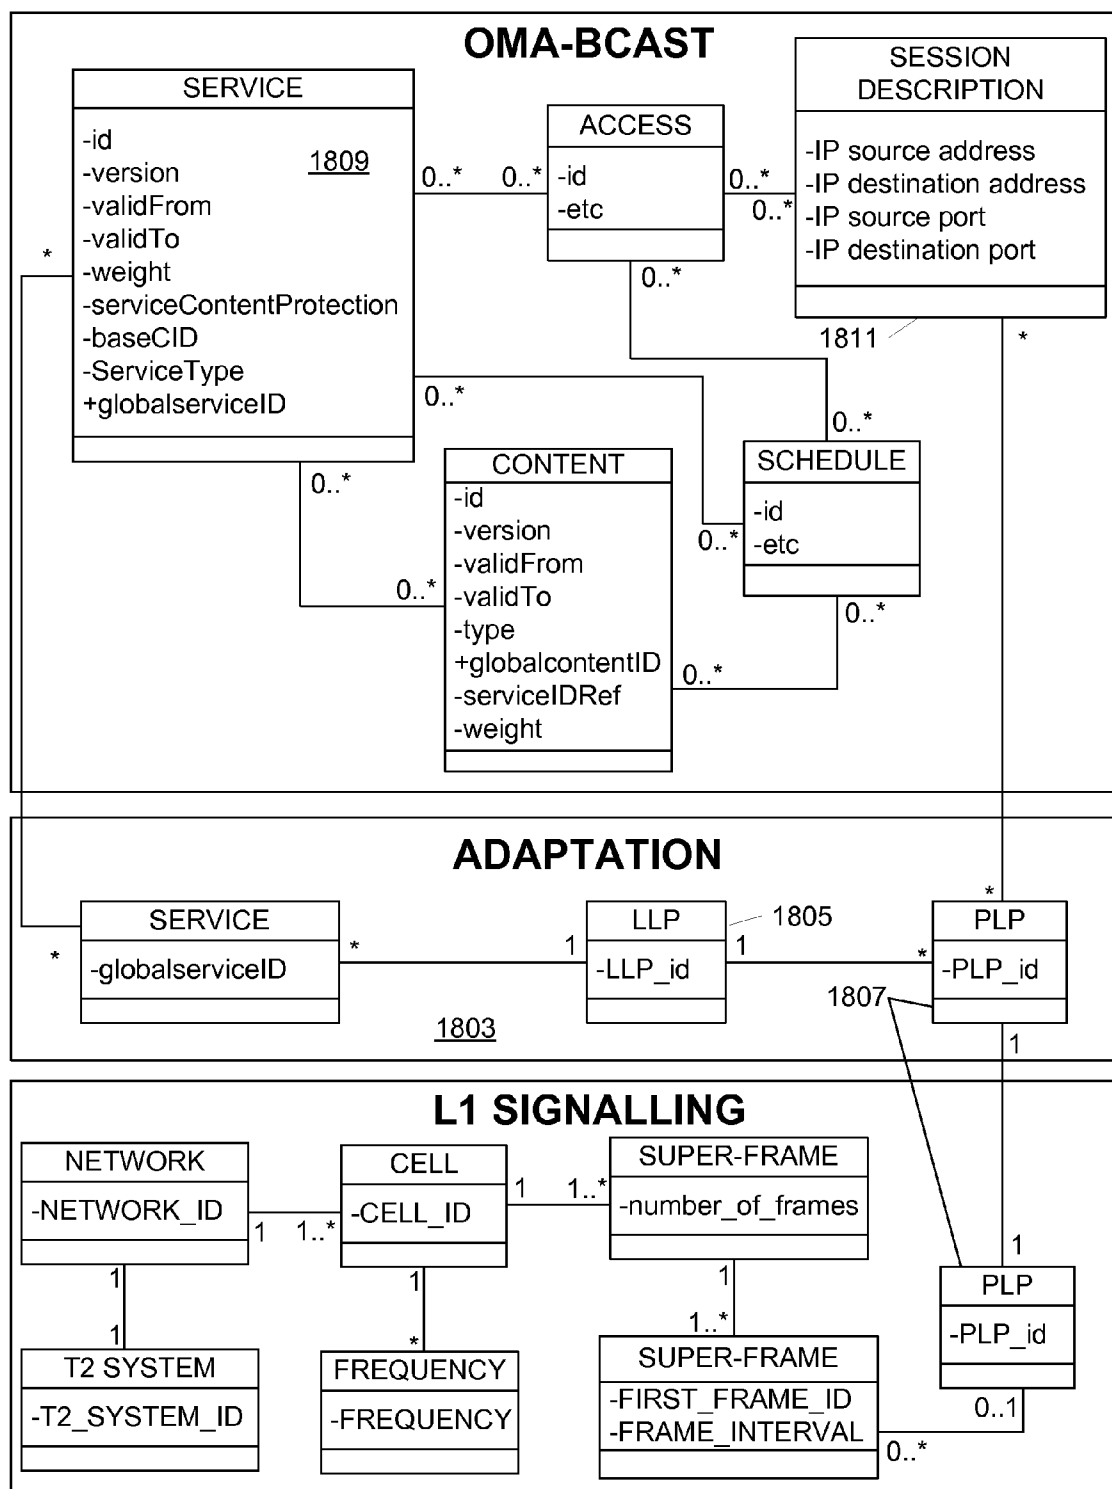 OMA-BCAST
SERVICE
-id
-version
-validFrom
-validTo
-weight
-serviceContentProtection
-baseCID
-ServiceType
+globalserviceID
1809
*
0..*
0..*
ACCESS
-id
-etc
0..*
0..*
SESSION
DESCRIPTION
-IP source address
-IP destination address
-IP source port
-IP destination port
1811
*
0..*
0..*
0..*
0..*
0..*
CONTENT
-id
-version
-validFrom
-validTo
-type
+globalcontentID
-serviceIDRef
-weight
0..*
SCHEDULE
-id
-etc
0..*
0..*
0..*
ADAPTATION
SERVICE
-globalserviceID
*
*
1
LLP
-LLP_id
1805
1
*
*
PLP
-PLP_id
1807
1803
1
L1 SIGNALLING
NETWORK
-NETWORK_ID
1
1..*
CELL
-CELL_ID
1
1..*
SUPER-FRAME
-number_of_frames
1
1
1
1
PLP
-PLP_id
0..1
1
*
1..*
T2 SYSTEM
-T2_SYSTEM_ID
FREQUENCY
-FREQUENCY
SUPER-FRAME
-FIRST_FRAME_ID
-FRAME_INTERVAL
0..*